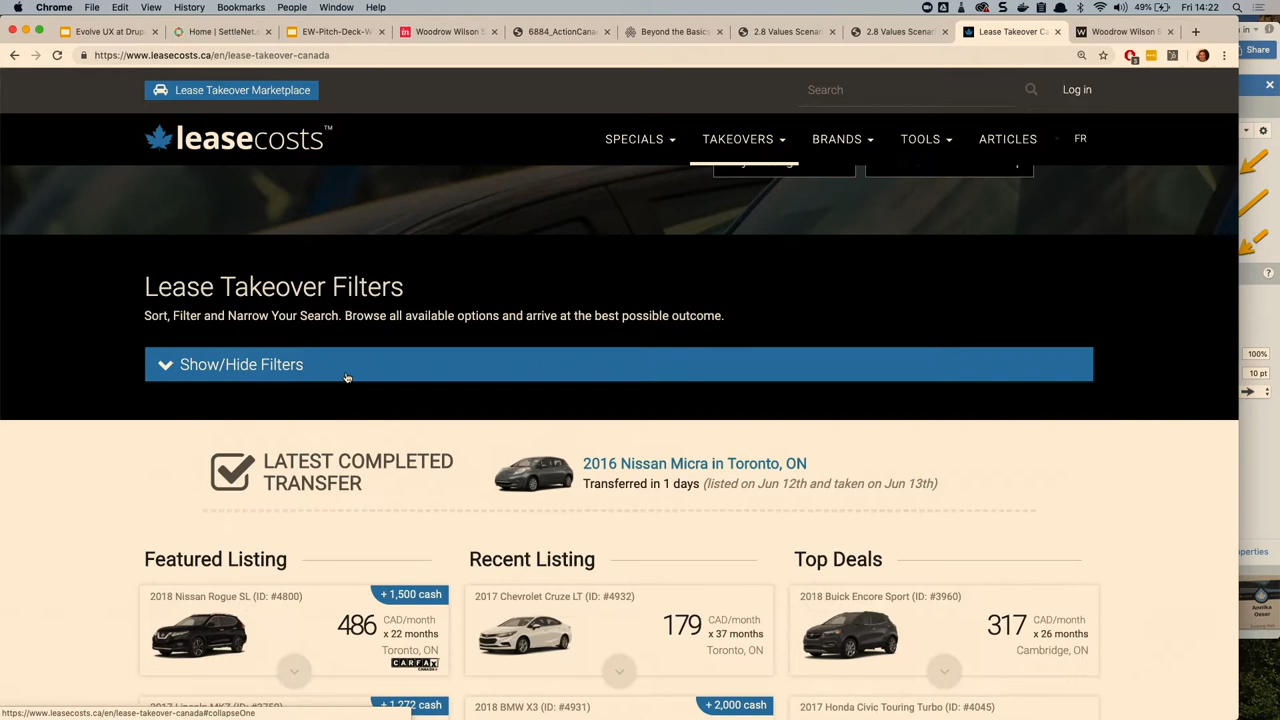 Chrome File Edit View History Bookmarks People Window Help 49% Fri 14:22
Evolve UX at Drup
Home | SettleNet.
EW-Pitch-Deck-W
Woodrow Wilson S
6884_ActionCana
Beyond the Basics
2.8 Values Scenari
2.8 Values Scenar
Lease Takeover Ca
Woodrow Wilson S
https://www.leasecosts.ca/en/lease-takeover-canada
3
Share
Lease Takeover Marketplace
Search
Log in
leasecosts™
SPECIALS TAKEOVERS BRANDS TOOLS ARTICLES FR
Lease Takeover Filters
Sort, Filter and Narrow Your Search. Browse all available options and arrive at the best possible outcome.
Show/Hide Filters
?
100%
10 pt
LATEST COMPLETED
TRANSFER
2016 Nissan Micra in Toronto, ON
Transferred in 1 days (listed on Jun 12th and taken on Jun 13th)
Featured Listing
2018 Nissan Rogue SL (ID: #4800)
+ 1,500 cash
486
CAD/month
x 22 months
Toronto, ON
CARFAX
CANADA
Recent Listing
2017 Chevrolet Cruze LT (ID: #4932)
179
CAD/month
x 37 months
Toronto, ON
Top Deals
2018 Buick Encore Sport (ID: #3960)
317
CAD/month
x 26 months
Cambridge, ON
operties
Annika
Oeser
+ 1,272 cash
2018 BMW X3 (ID: #4931)
+ 2,000 cash
2017 Honda Civic Touring Turbo (ID: #4045)
https://www.leasecosts.ca/en/lease-takeover-canada#collapseOne